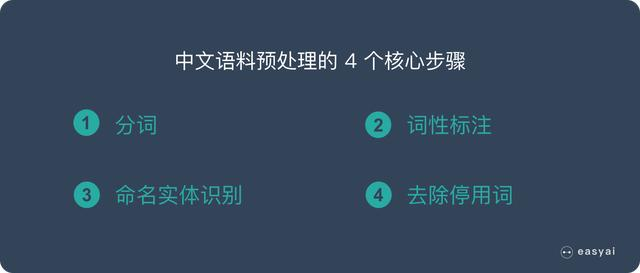 中文语料预处理的 4 个核心步骤
1 分词
2 词性标注
3 命名实体识别
4 去除停用词
easyai